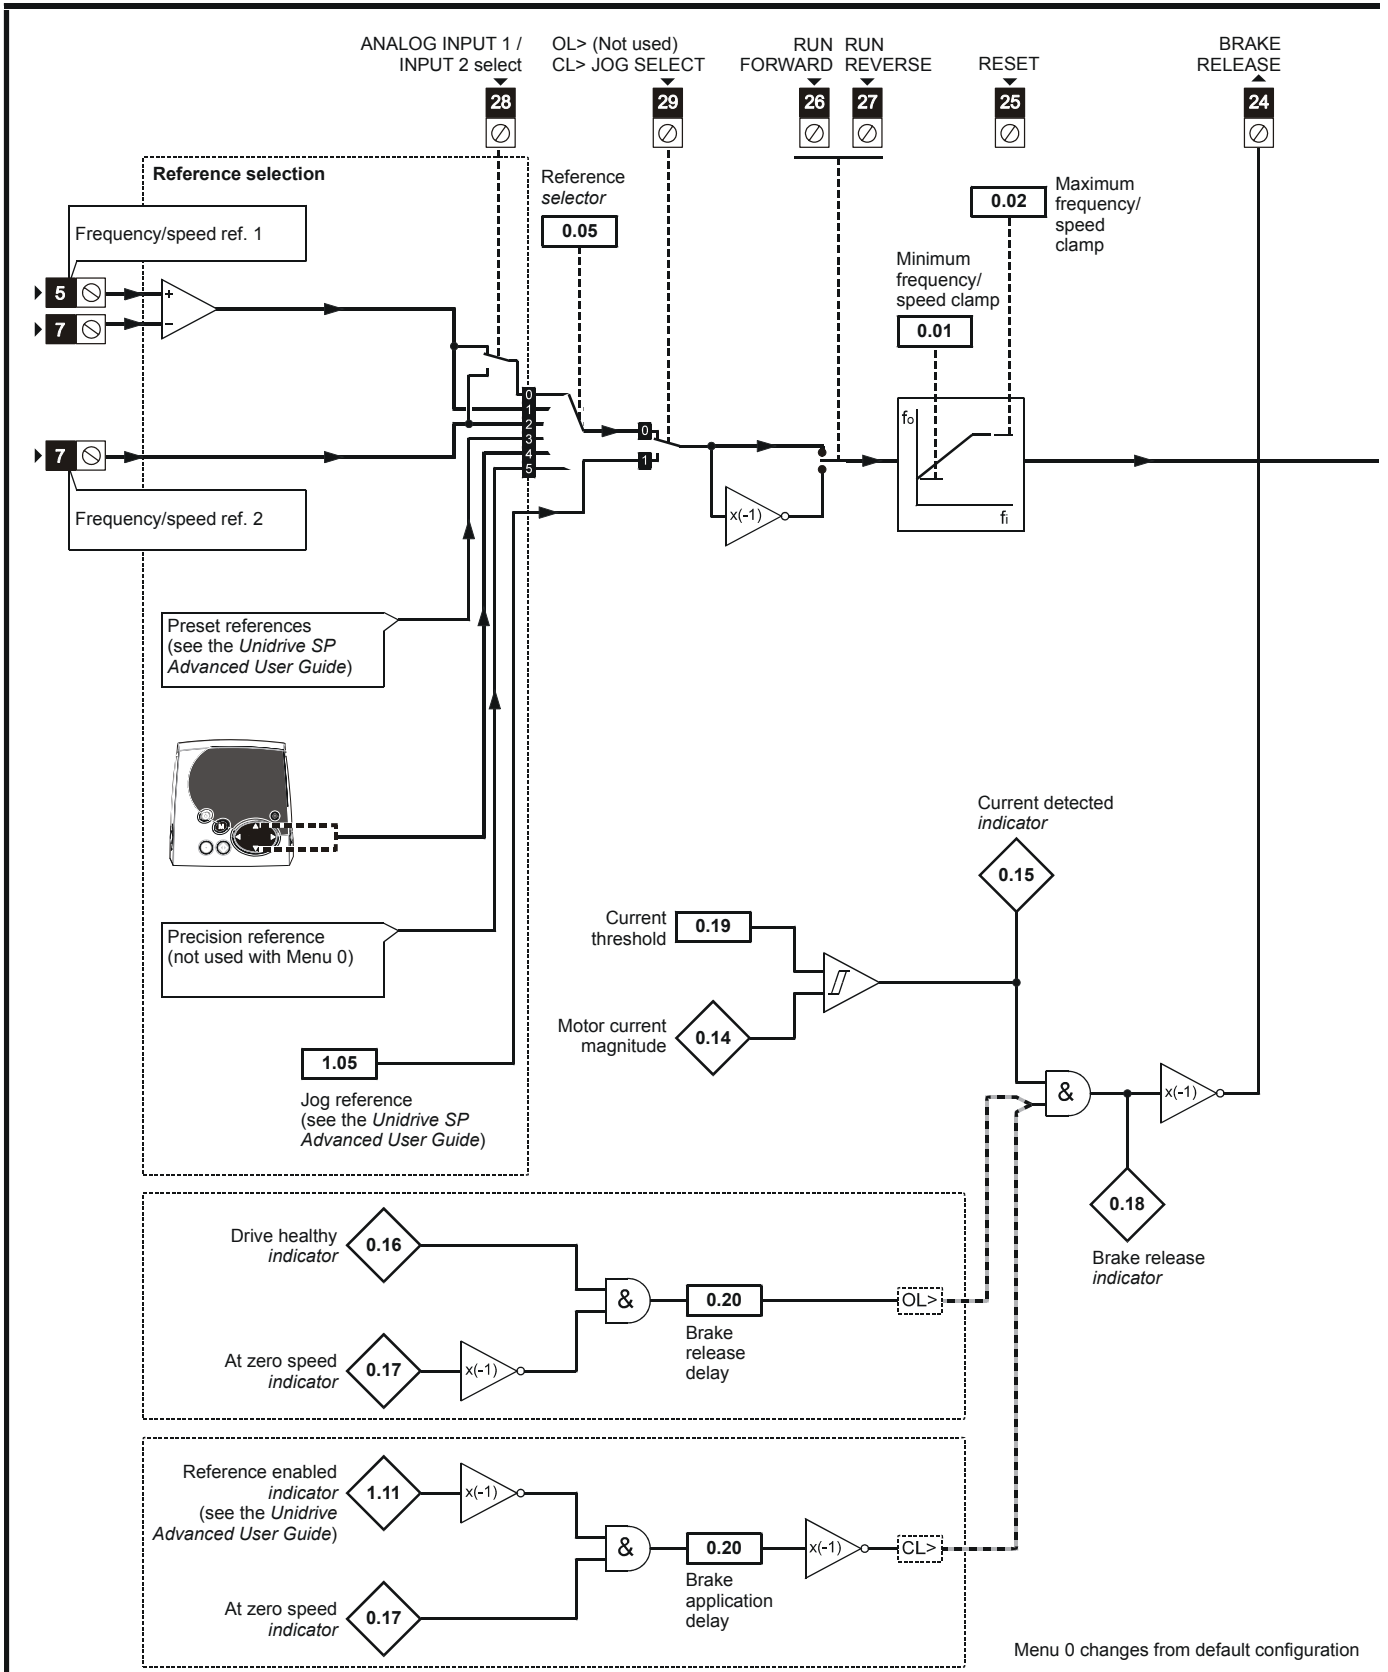 ANALOG INPUT 1 /
INPUT 2 select
OL> (Not used)
CL> JOG SELECT
RUN
FORWARD
RUN
REVERSE
RESET
BRAKE
RELEASE
28
29
26
27
25
24
Reference selection
Reference
selector
0.05
Maximum
frequency/
speed
clamp
0.02
Minimum
frequency/
speed clamp
0.01
Frequency/speed ref. 1
5
+
7
–
0
1
2
3
4
5
0
1
fo
fi
x(-1)
7
Frequency/speed ref. 2
Preset references
(see the Unidrive SP
Advanced User Guide)
M
Precision reference
(not used with Menu 0)
1.05
Jog reference
(see the Unidrive SP
Advanced User Guide)
Current detected
indicator
0.15
Current
threshold
0.19
Motor current
magnitude
0.14
&
x(-1)
0.18
Brake release
indicator
Drive healthy
indicator
0.16
&
0.20
Brake
release
delay
OL>
At zero speed
indicator
0.17
x(-1)
Reference enabled
indicator
(see the Unidrive
Advanced User Guide)
1.11
x(-1)
&
0.20
Brake
application
delay
x(-1)
CL>
At zero speed
indicator
0.17
Menu 0 changes from default configuration